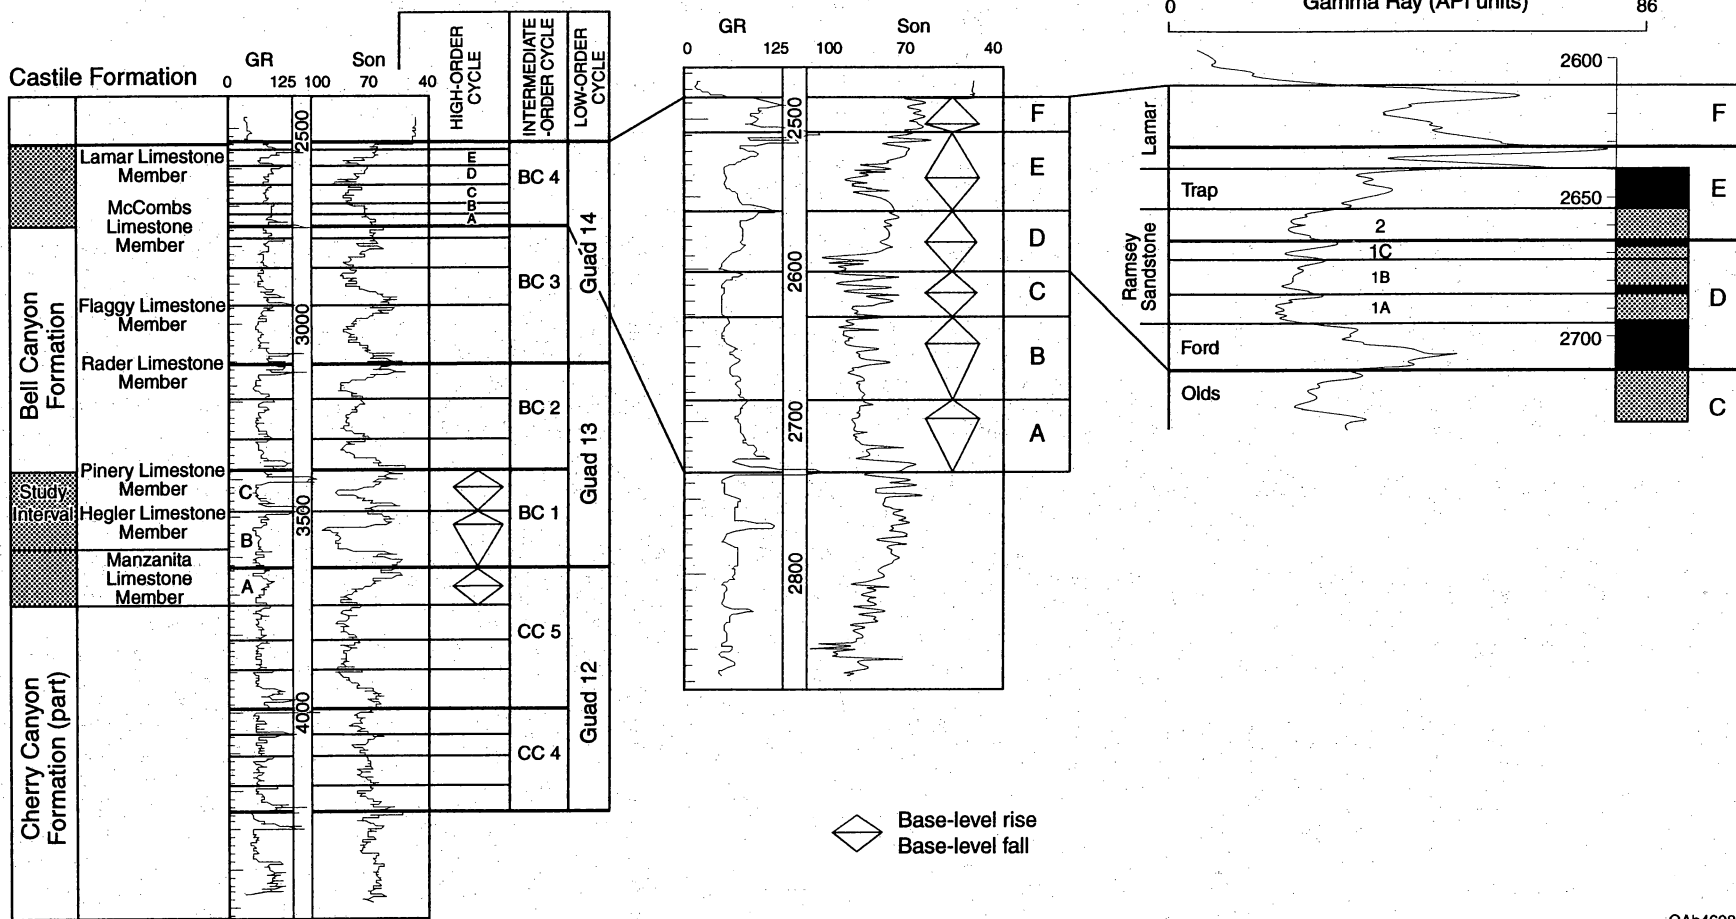 Castile Formation
GR
Son
0
125
100
70
40
HIGH-ORDER
CYCLE
INTERMEDIATE
-ORDER CYCLE
LOW-ORDER
CYCLE
Lamar Limestone
Member
McCombs
Limestone
Member
Flaggy Limestone
Member
Rader Limestone
Member
Pinery Limestone
Member
Hegler Limestone
Member
Manzanita
Limestone
Member
Bell Canyon
Formation
Study
Interval
Cherry Canyon
Formation (part)
C
B
A
2500
3000
3500
4000
E
D
C
B
A
BC 4
BC 3
BC 2
BC 1
CC 5
CC 4
Guad 14
Guad 13
Guad 12
GR
Son
0
125
100
70
40
2500
2600
2700
2800
F
E
D
C
B
A
Base-level rise
Base-level fall
Gamma Ray (API units)
0
86
2600
2650
2700
Lamar
Ramsey
Sandstone
Trap
2
1C
1B
1A
Ford
Olds
F
E
D
C